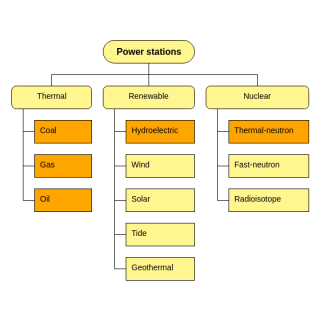 Power stations
Thermal
Renewable
Nuclear
Coal
Hydroelectric
Thermal-neutron
Gas
Wind
Fast-neutron
Oil
Solar
Radioisotope
Tide
Geothermal